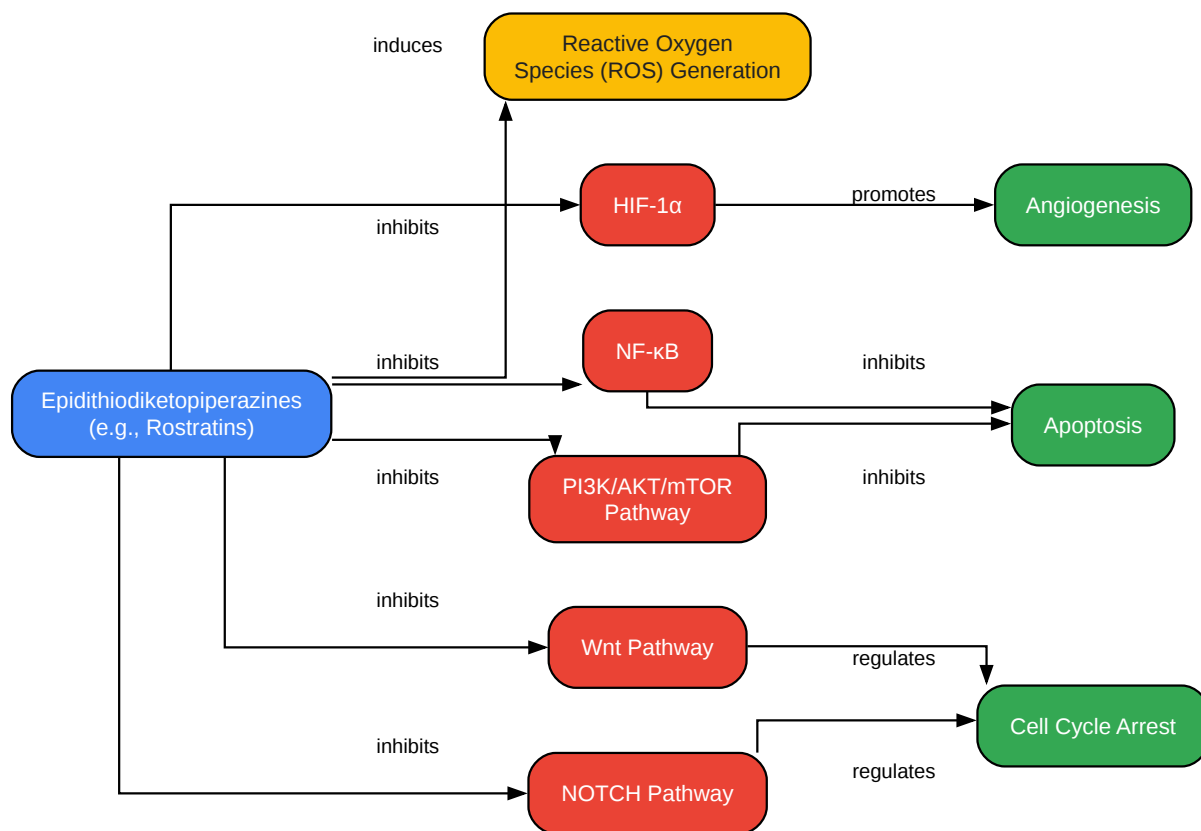 induces
Reactive Oxygen
Species (ROS) Generation
HIF-1α
promotes
Angiogenesis
inhibits
NF-κB
inhibits
inhibits
Epidithiodiketopiperazines
(e.g., Rostratins)
Apoptosis
inhibits
PI3K/AKT/mTOR
Pathway
inhibits
inhibits
Wnt Pathway
regulates
Cell Cycle Arrest
inhibits
NOTCH Pathway
regulates